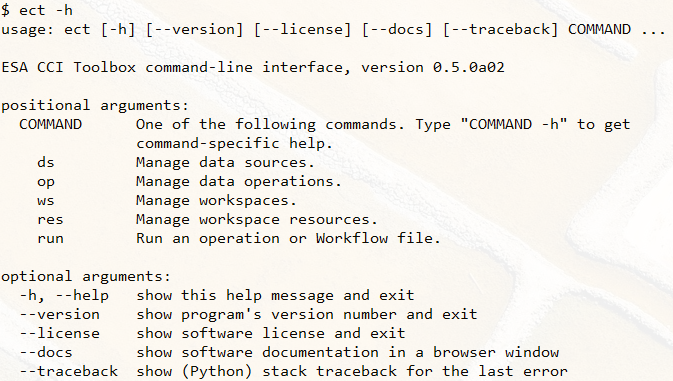 $ ect -h
usage: ect [-h] [--version] [--license] [--docs] [--traceback] COMMAND ...
ESA CCI Toolbox command-line interface, version 0.5.0a02
positional arguments:
COMMAND One of the following commands. Type "COMMAND -h" to get
command-specific help.
ds Manage data sources.
op Manage data operations.
ws Manage workspaces.
res Manage workspace resources.
run Run an operation or Workflow file.
optional arguments:
-h, --help show this help message and exit
--version show program's version number and exit
--license show software license and exit
--docs show software documentation in a browser window
--traceback show (Python) stack traceback for the last error